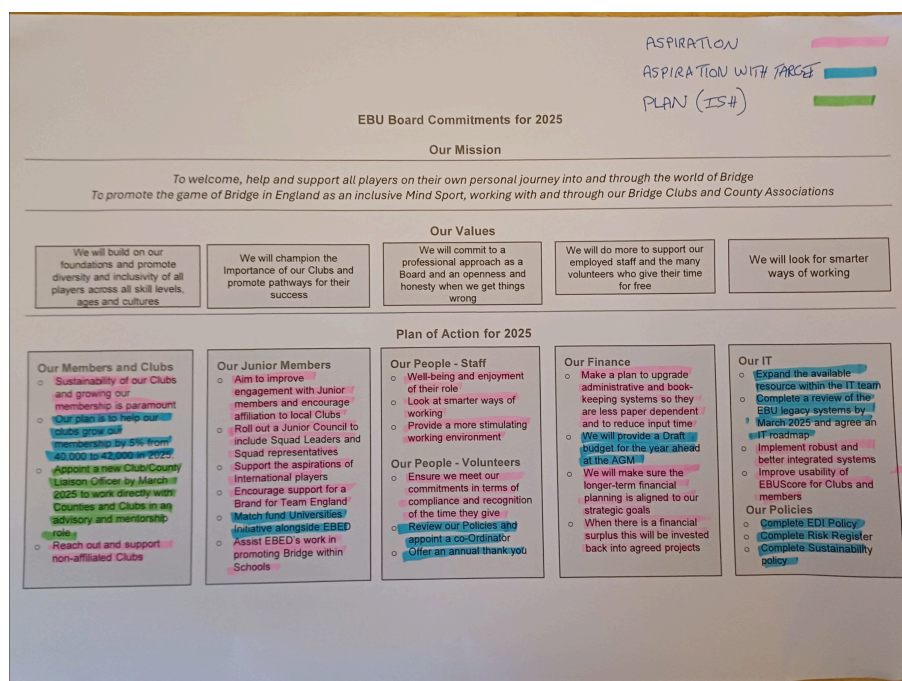 ASPIRATION
ASPIRATION WITH TARGET
PLAN (ISH)
EBU Board Commitments for 2025
Our Mission
To welcome, help and support all players on their own personal journey into and through the world of Bridge
To promote the game of Bridge in England as an inclusive Mind Sport, working with and through our Bridge Clubs and County Associations
Our Values
We will build on our
foundations and promote
diversity and inclusivity of all
players across all skill levels,
ages and cultures
We will champion the
Importance of our Clubs and
promote pathways for their
success
We will commit to a
professional approach as a
Board and an openness and
honesty when we get things
wrong
We will do more to support our
employed staff and the many
volunteers who give their time
for free
We will look for smarter
ways of working
Plan of Action for 2025
Our Members and Clubs
o Sustainability of our Clubs
and growing our
membership is paramount
o Our plan is to help our
clubs grow our
membership by 5% from
40,000 to 42,000 in 2025.
o Appoint a new Club/County
Liaison Officer by March
2025 to work directly with
Counties and Clubs in an
advisory and mentorship
role
o Reach out and support
non-affiliated Clubs
Our Junior Members
o Aim to improve
engagement with Junior
members and encourage
affiliation to local Clubs
o Roll out a Junior Council to
include Squad Leaders and
Squad representatives
o Support the aspirations of
International players
o Encourage support for a
Brand for Team England
o Match fund Universities
Initiative alongside EBED
o Assist EBED's work in
promoting Bridge within
Schools
Our People - Staff
o Well-being and enjoyment
of their role
o Look at smarter ways of
working
o Provide a more stimulating
working environment
Our People - Volunteers
o Ensure we meet our
commitments in terms of
compliance and recognition
of the time they give
o Review our Policies and
appoint a co-Ordinator
o Offer an annual thank you
Our Finance
o Make a plan to upgrade
administrative and book-
keeping systems so they
are less paper dependent
and to reduce input time
o We will provide a Draft
budget for the year ahead
at the AGM
o We will make sure the
longer-term financial
planning is aligned to our
strategic goals
o When there is a financial
surplus this will be invested
back into agreed projects
Our IT
o Expand the available
resource within the IT team
o Complete a review of the
EBU legacy systems by
March 2025 and agree an
IT roadmap
o Implement robust and
better integrated systems
o Improve usability of
EBUScore for Clubs and
members
Our Policies
o Complete EDI Policy
o Complete Risk Register
o Complete Sustainability
policy